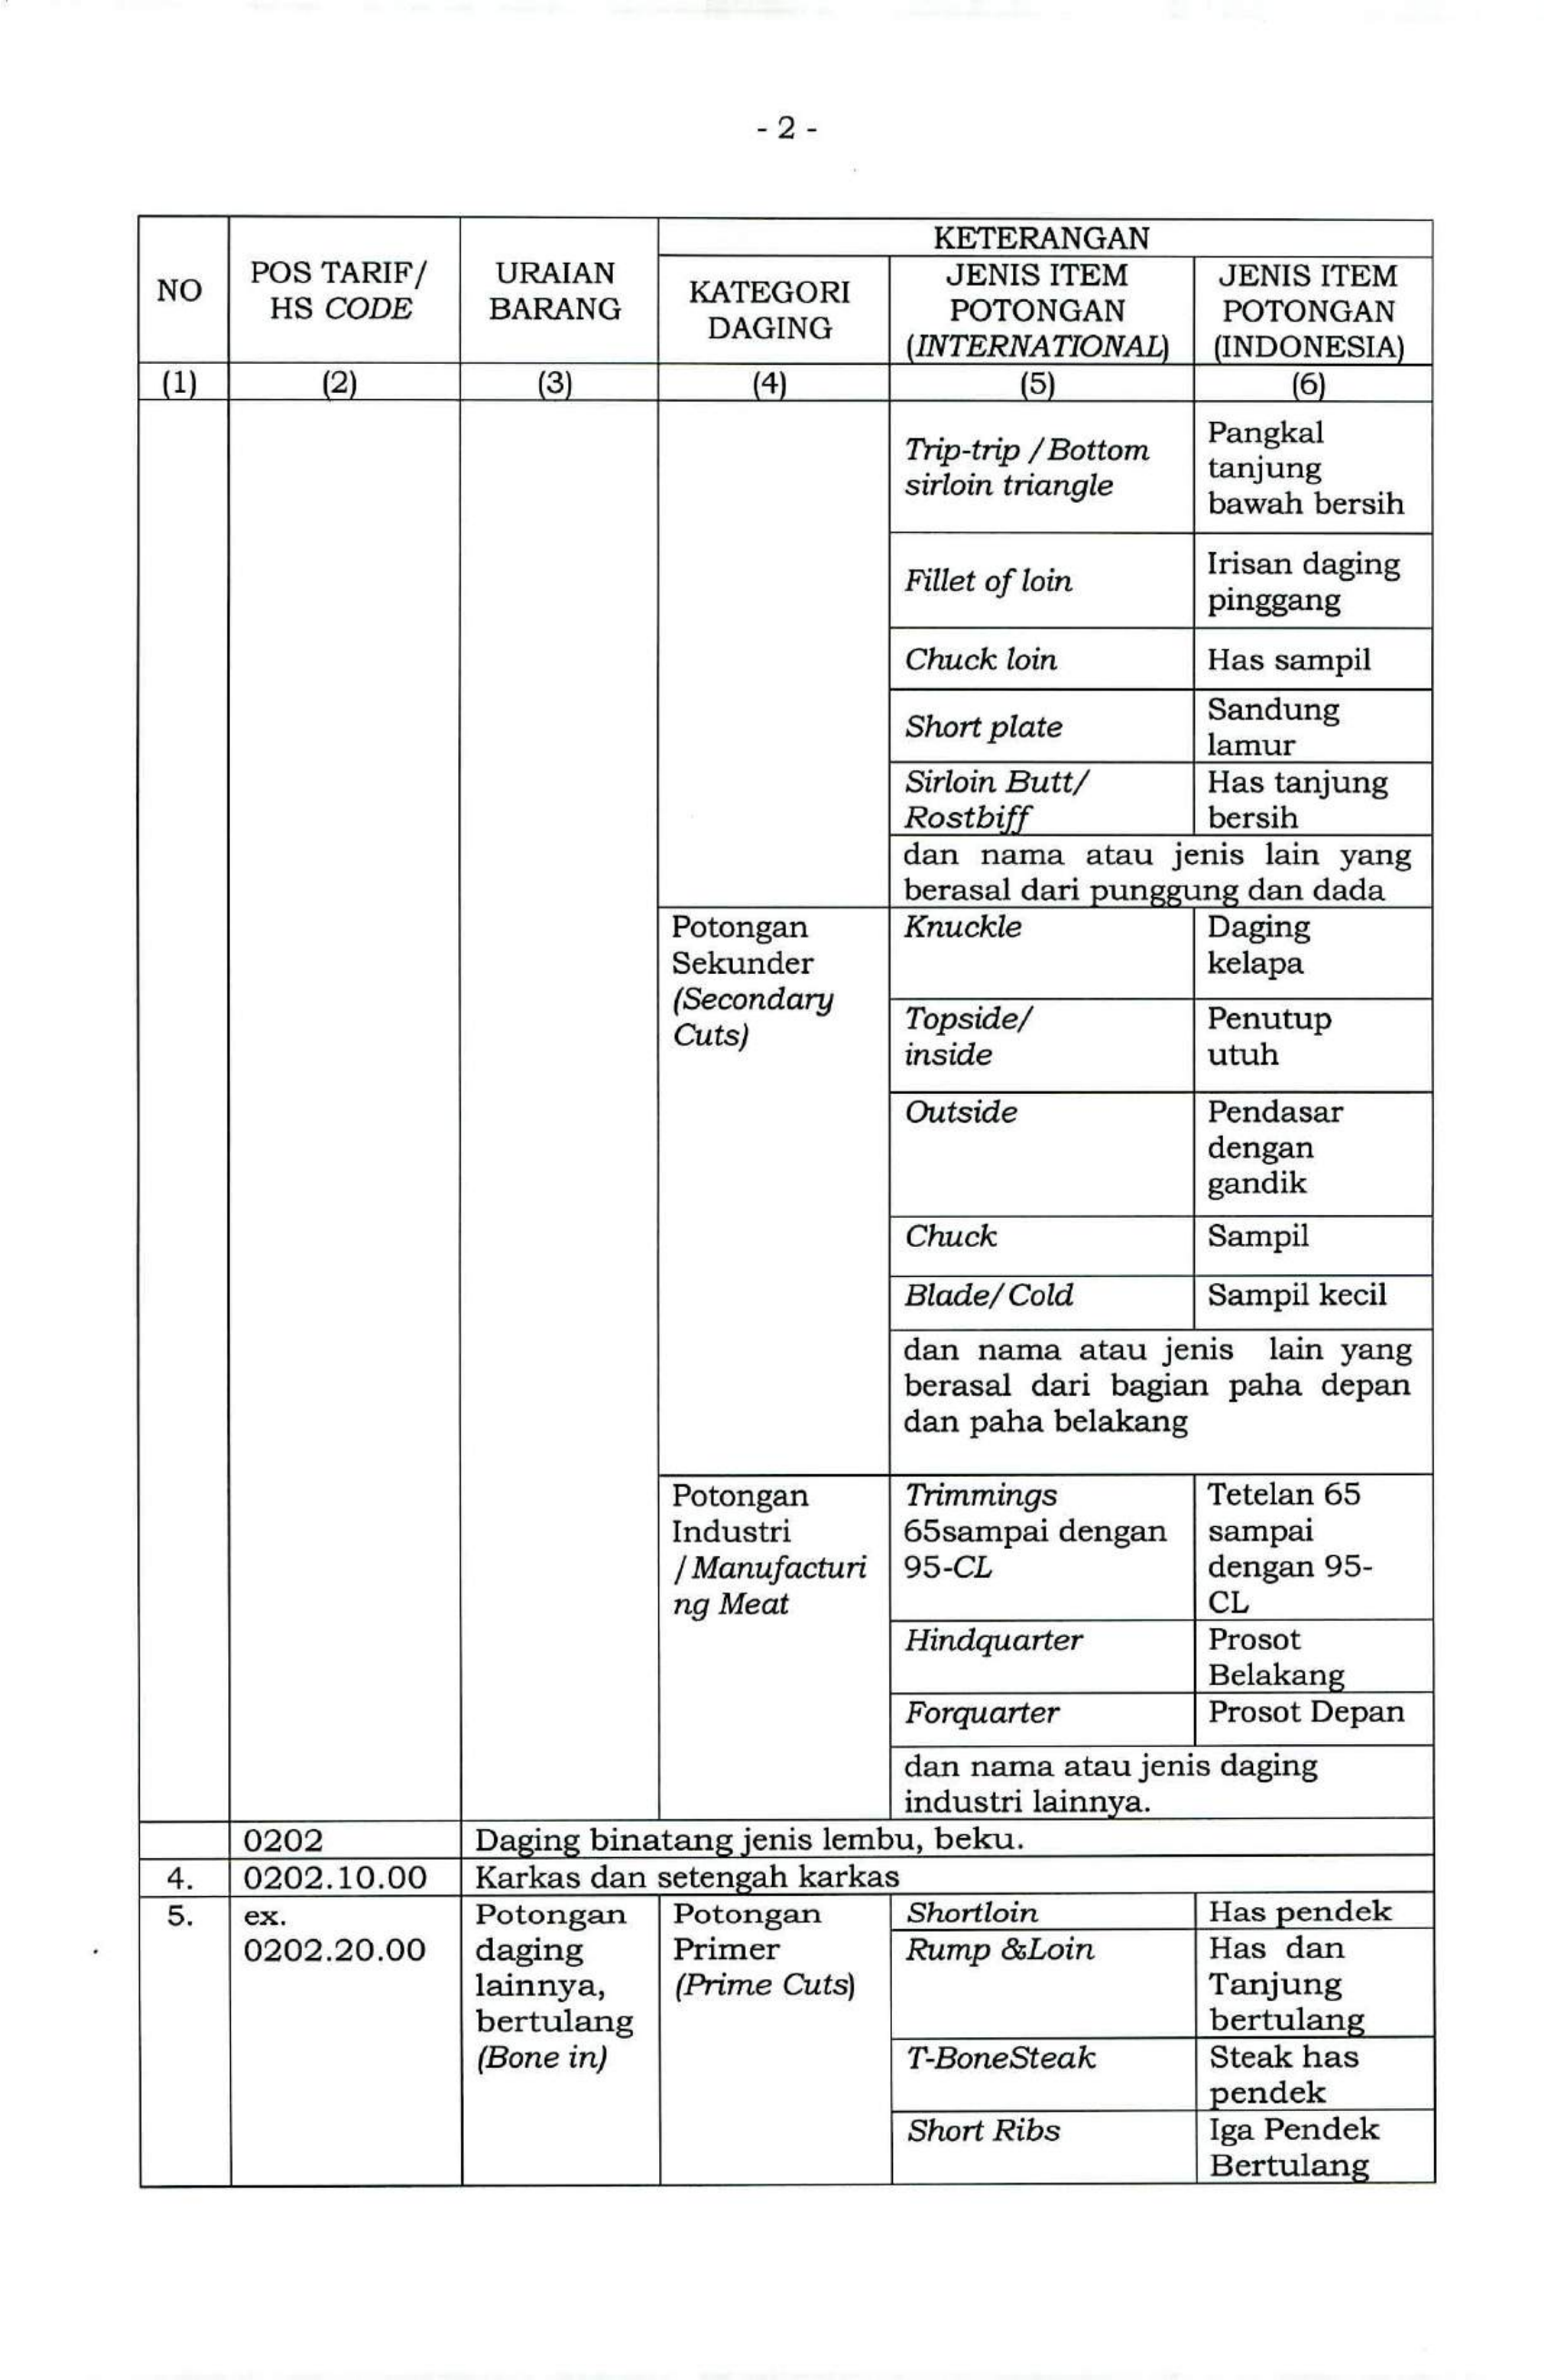 - 2 -
KETERANGAN
NO
POS TARIF/
HS CODE
URAIAN
BARANG
KATEGORI
DAGING
JENIS ITEM
POTONGAN
(INTERNATIONAL)
JENIS ITEM
POTONGAN
(INDONESIA)
(1) (2) (3) (4) (5) (6)
Trip-trip / Bottom
sirloin triangle
Pangkal
tanjung
bawah bersih
Fillet of loin
Irisan daging
pinggang
Chuck loin
Has sampil
Short plate
Sandung
lamur
Sirloin Butt/
Rostbiff
Has tanjung
bersih
dan nama atau jenis lain yang
berasal dari punggung dan dada
Potongan
Sekunder
(Secondary
Cuts)
Knuckle
Daging
kelapa
Topside/
inside
Penutup
utuh
Outside
Pendasar
dengan
gandik
Chuck
Sampil
Blade/Cold
Sampil kecil
dan nama atau jenis lain yang
berasal dari bagian paha depan
dan paha belakang
Potongan
Industri
/Manufacturi
ng Meat
Trimmings
65sampai dengan
95-CL
Tetelan 65
sampai
dengan 95-
CL
Hindquarter
Prosot
Belakang
Forquarter
Prosot Depan
dan nama atau jenis daging
industri lainnya.
0202 Daging binatang jenis lembu, beku.
4. 0202.10.00 Karkas dan setengah karkas
5.
ex.
0202.20.00
Potongan
daging
lainnya,
bertulang
(Bone in)
Potongan
Primer
(Prime Cuts)
Shortloin
Has pendek
Rump &Loin
Has dan
Tanjung
bertulang
T-BoneSteak
Steak has
pendek
Short Ribs
Iga Pendek
Bertulang